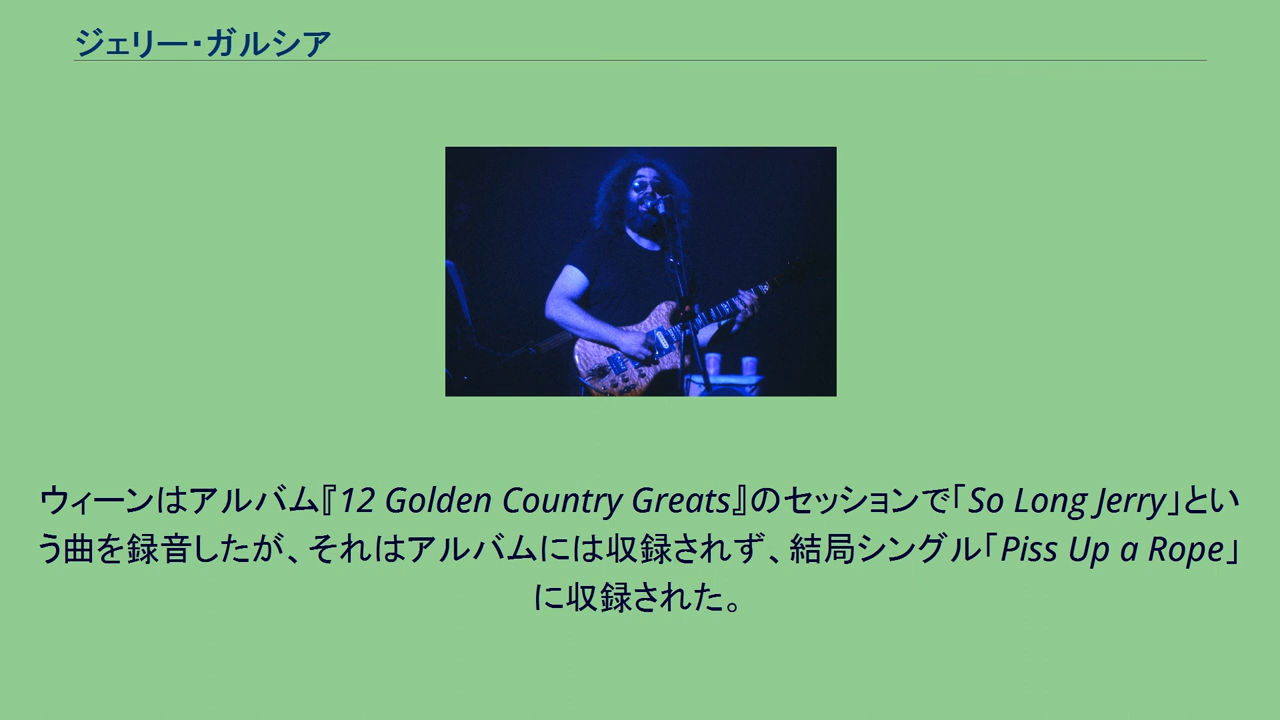 ジェリー・ガルシア
ウィーンはアルバム『12 Golden Country Greats』のセッションで「So Long Jerry」とい
う曲を録音したが、それはアルバムには収録されず、結局シングル「Piss Up a Rope」
に収録された。